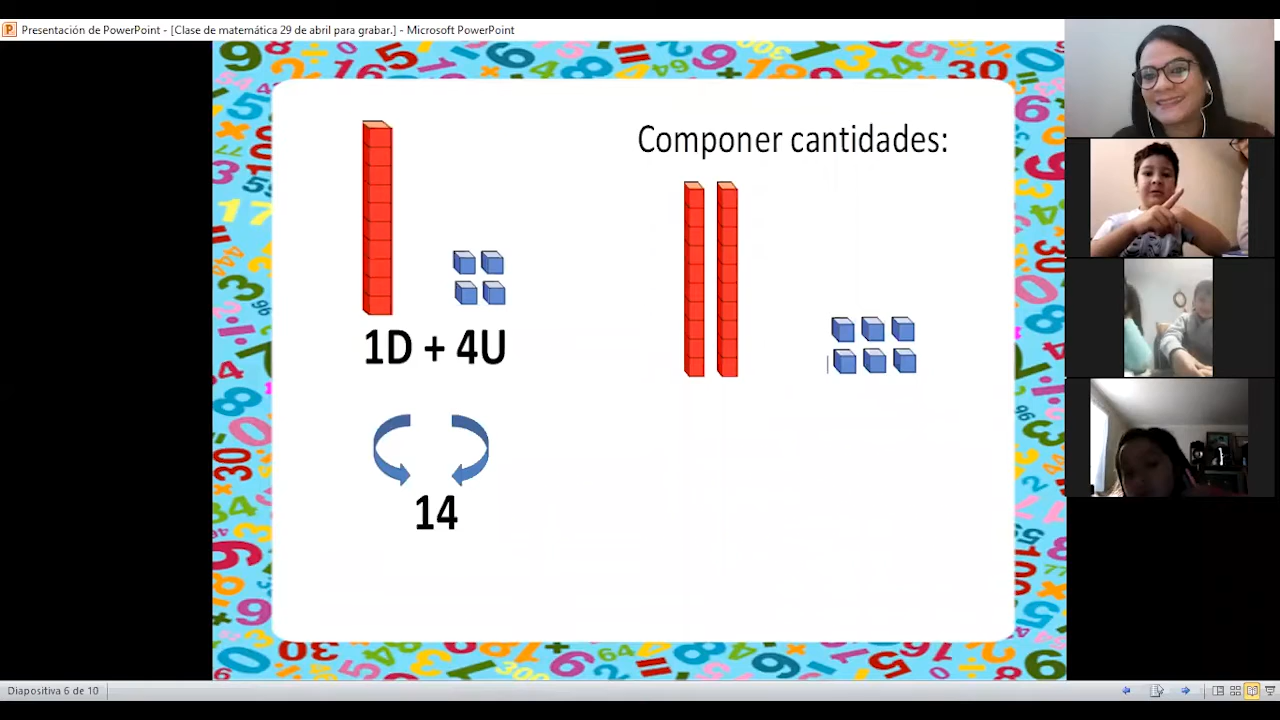 Presentación de PowerPoint - [Clase de matemática 29 de abril para grabar.] - Microsoft PowerPoint
Componer cantidades:
1D + 4U
14
Diapositiva 6 de 10